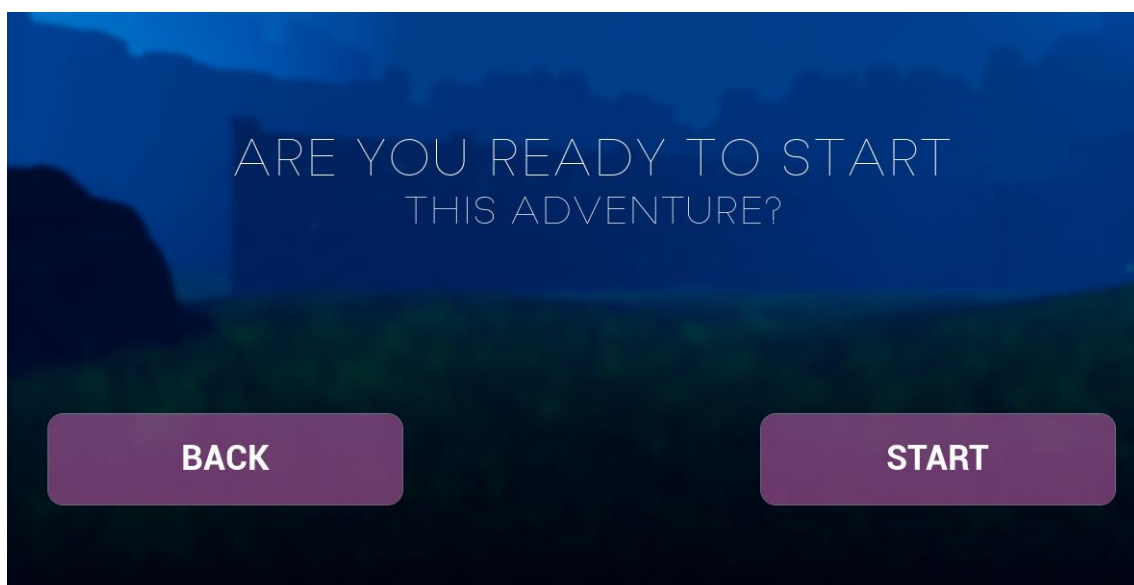 ARE YOU READY TO START
THIS ADVENTURE?
BACK
START